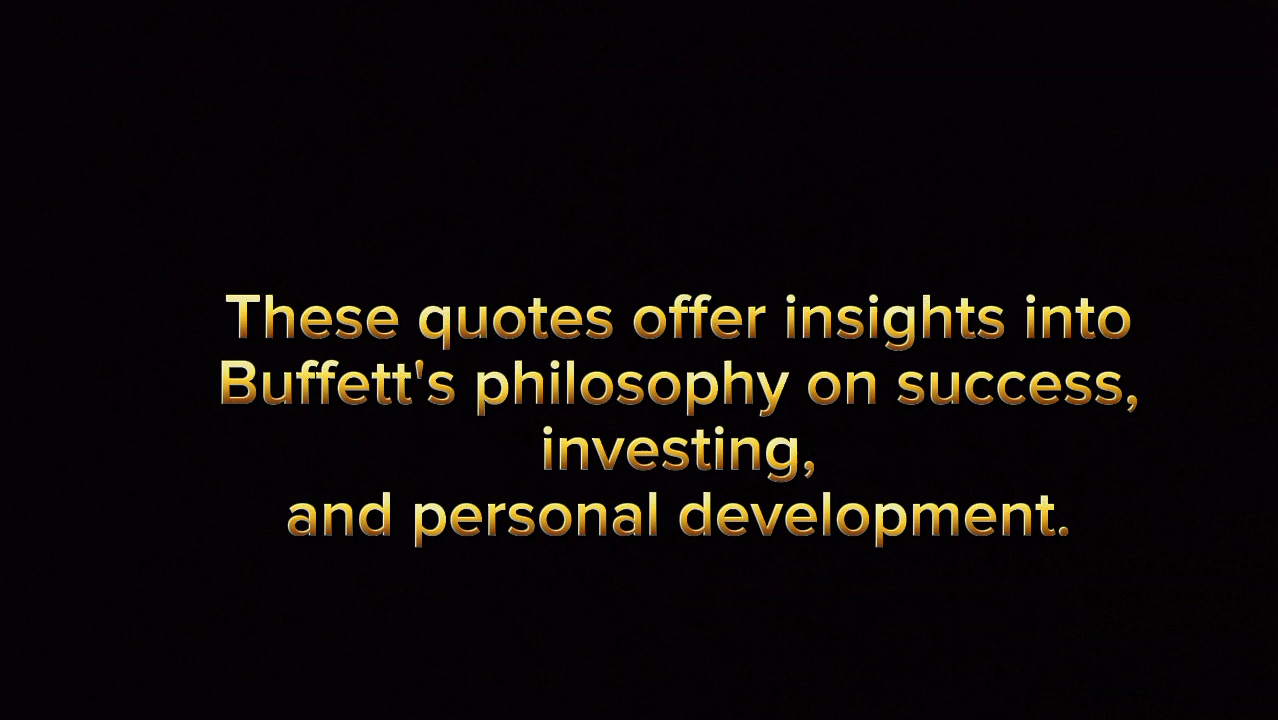 These quotes offer insights into
Buffett's philosophy on success,
investing,
and personal development.